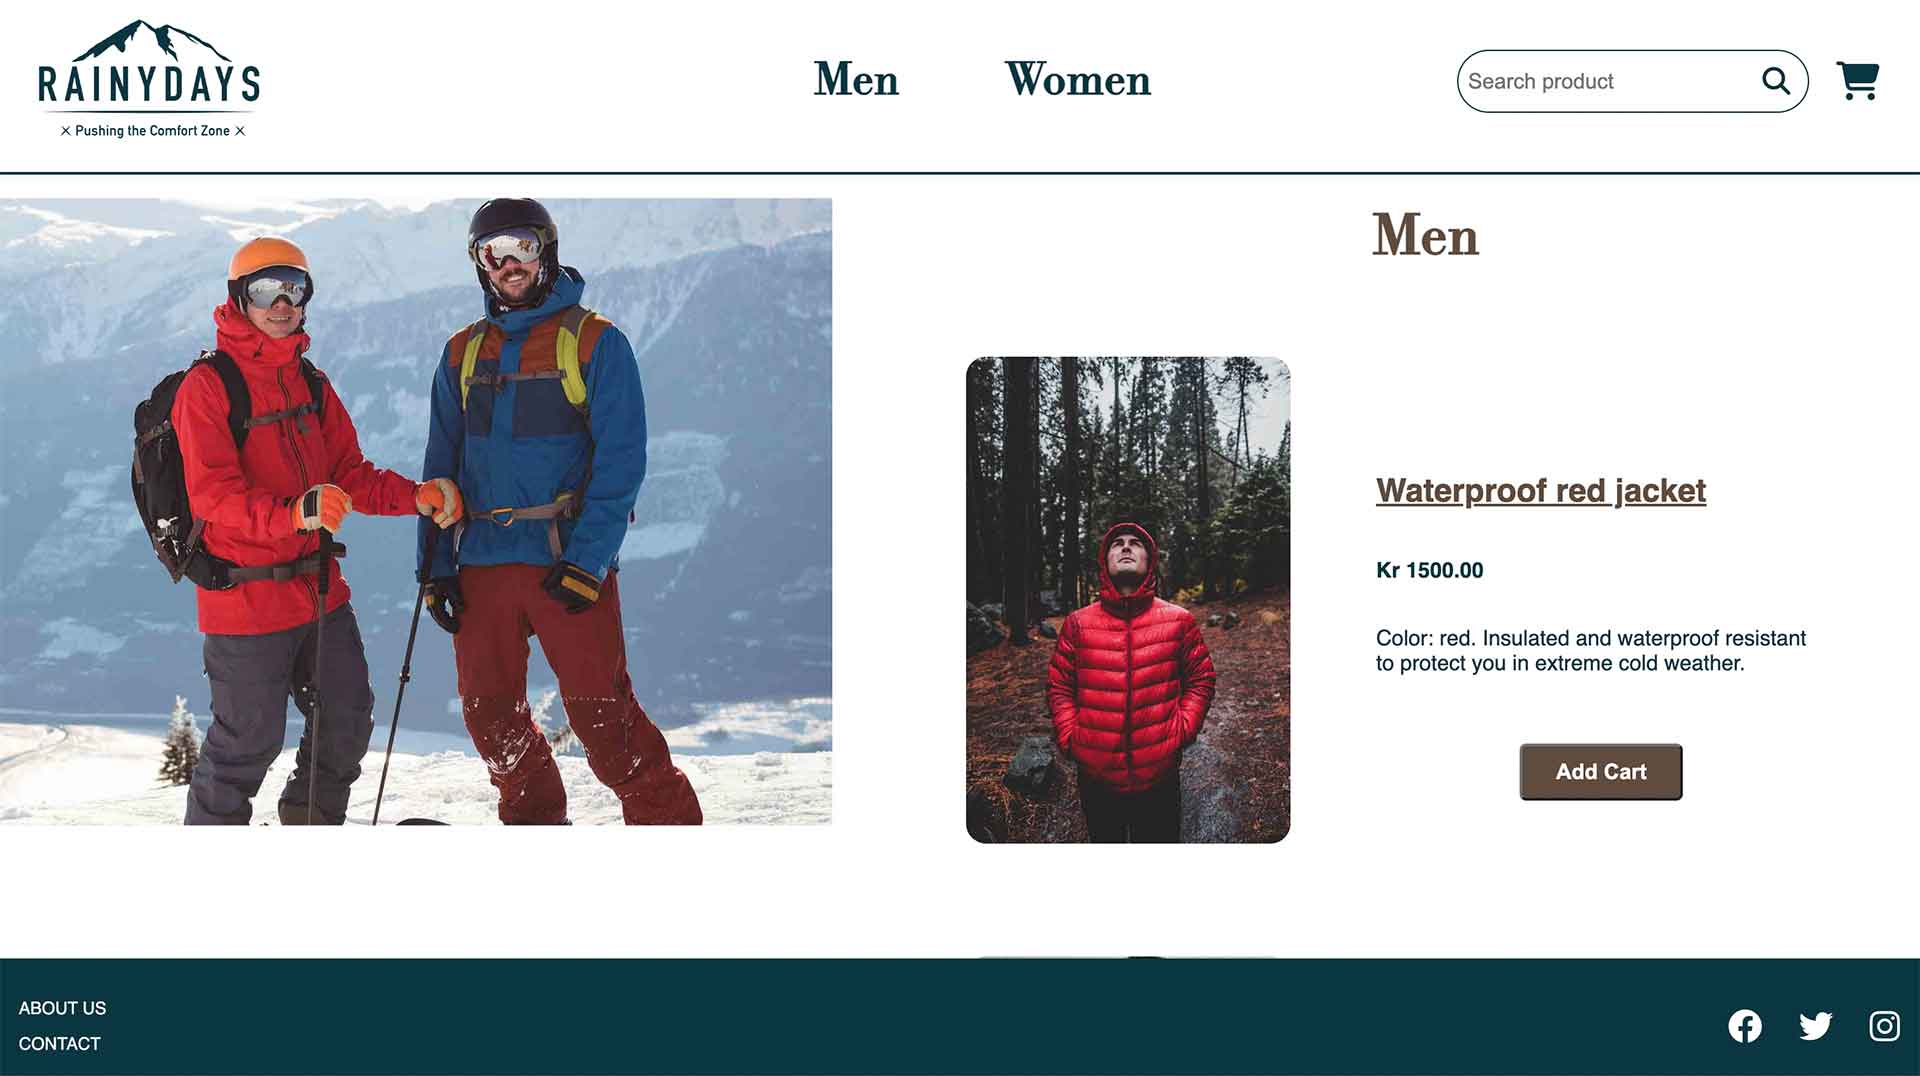 RAINYDAYS
Pushing the Comfort Zone
Men
Women
Search product
Men
Waterproof red jacket
Kr 1500.00
Color: red. Insulated and waterproof resistant
to protect you in extreme cold weather.
Add Cart
ABOUT US
CONTACT